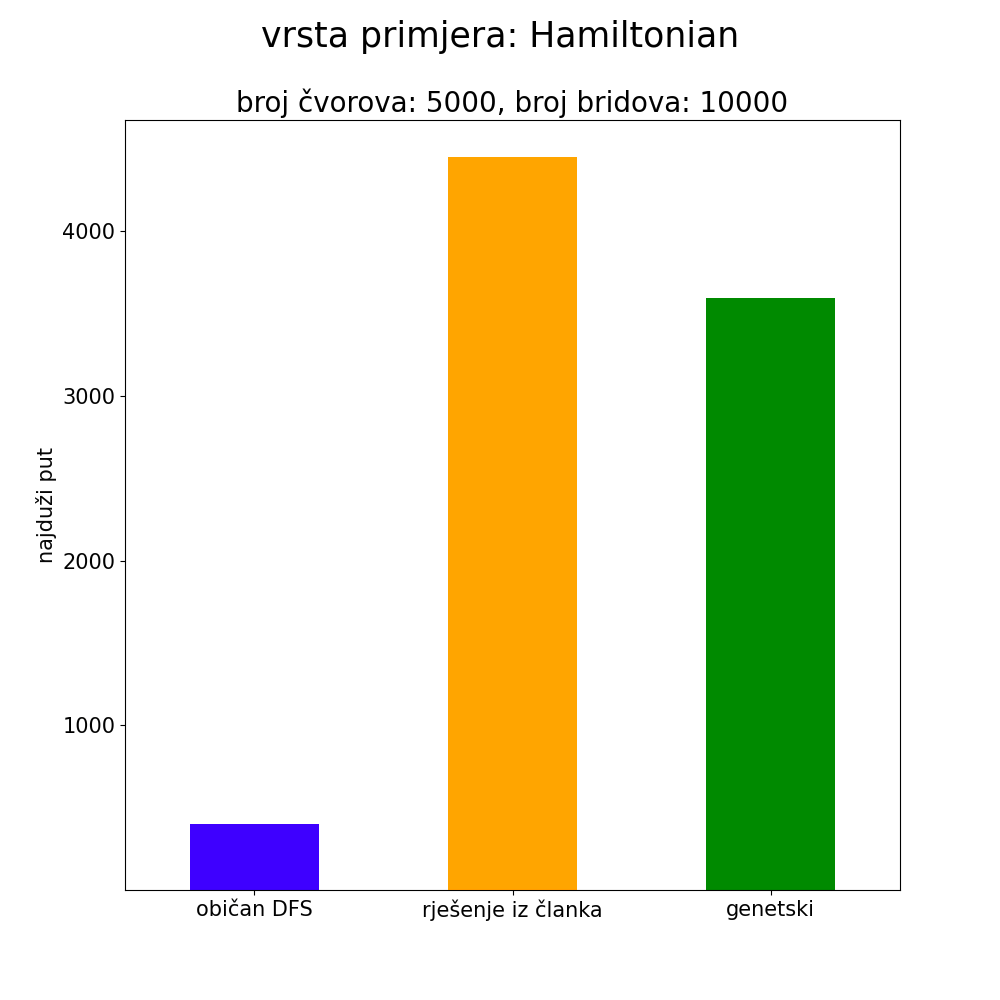 vrsta primjera: Hamiltonian
broj čvorova: 5000, broj bridova: 10000
4000
3000
2000
1000
najduži put
običan DFS
rješenje iz članka
genetski